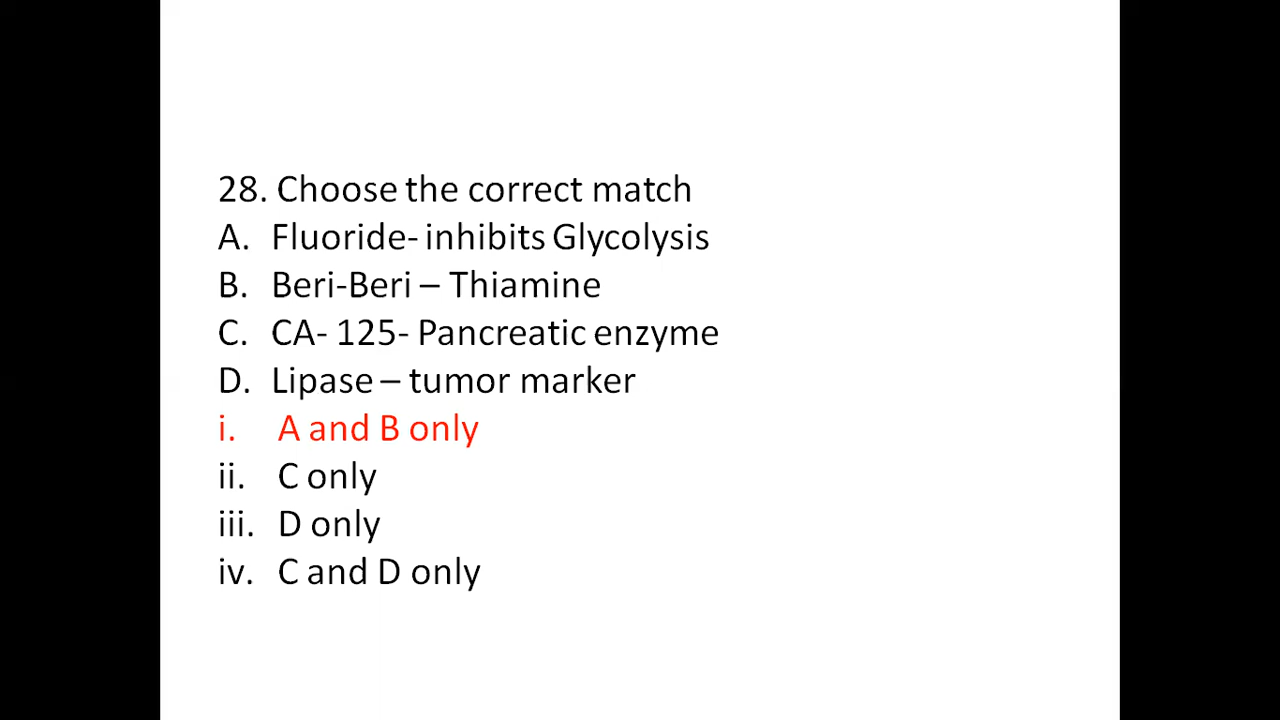 28. Choose the correct match
A. Fluoride- inhibits Glycolysis
B. Beri-Beri – Thiamine
C. CA- 125- Pancreatic enzyme
D. Lipase – tumor marker
i. A and B only
ii. C only
iii. D only
iv. C and D only